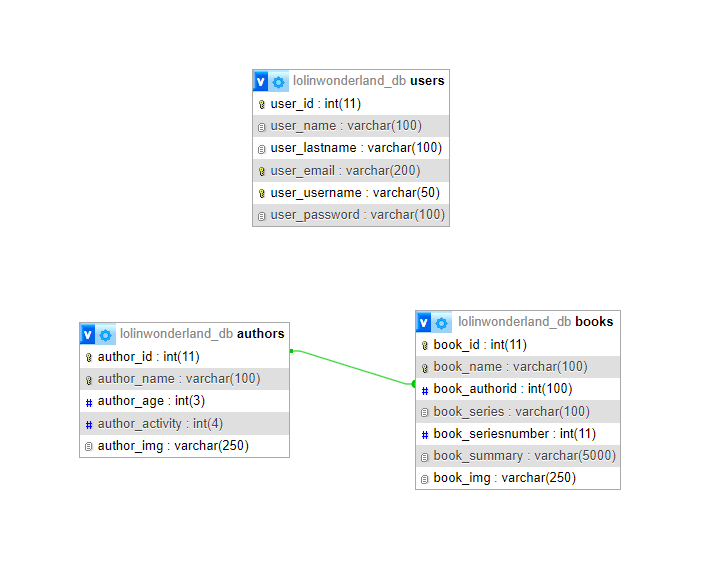 v lolinwonderland_db users
user_id : int(11)
user_name : varchar(100)
user_lastname : varchar(100)
user_email : varchar(200)
user_username : varchar(50)
user_password : varchar(100)
v lolinwonderland_db authors
author_id : int(11)
author_name : varchar(100)
# author_age : int(3)
# author_activity : int(4)
author_img : varchar(250)
v lolinwonderland_db books
book_id : int(11)
book_name : varchar(100)
# book_authorid : int(100)
book_series : varchar(100)
# book_seriesnumber : int(11)
book_summary : varchar(5000)
book_img : varchar(250)